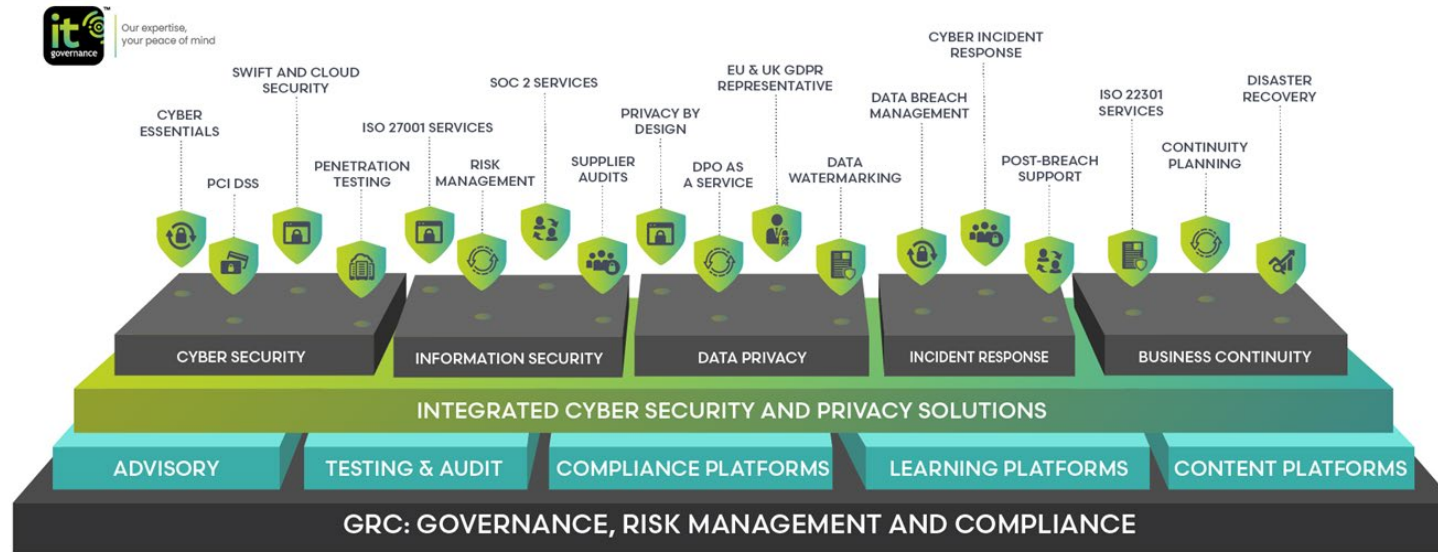 it
governance
™
Our expertise,
your peace of mind
CYBER
ESSENTIALS
PCI DSS
SWIFT AND CLOUD
SECURITY
PENETRATION
TESTING
ISO 27001 SERVICES
RISK
MANAGEMENT
SOC 2 SERVICES
SUPPLIER
AUDITS
PRIVACY BY
DESIGN
DPO AS
A SERVICE
EU & UK GDPR
REPRESENTATIVE
DATA
WATERMARKING
DATA BREACH
MANAGEMENT
CYBER INCIDENT
RESPONSE
POST-BREACH
SUPPORT
ISO 22301
SERVICES
CONTINUITY
PLANNING
DISASTER
RECOVERY
CYBER SECURITY
INFORMATION SECURITY
DATA PRIVACY
INCIDENT RESPONSE
BUSINESS CONTINUITY
INTEGRATED CYBER SECURITY AND PRIVACY SOLUTIONS
ADVISORY
TESTING & AUDIT
COMPLIANCE PLATFORMS
LEARNING PLATFORMS
CONTENT PLATFORMS
GRC: GOVERNANCE, RISK MANAGEMENT AND COMPLIANCE